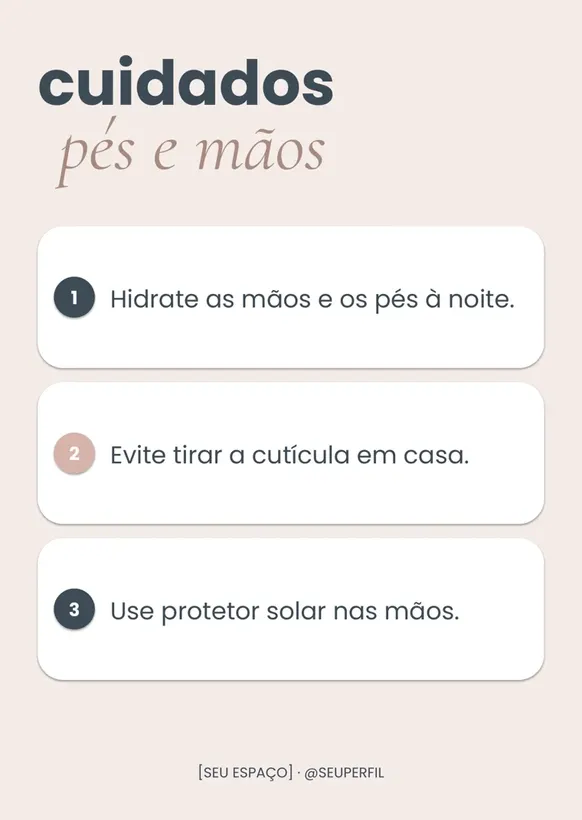 cuidados
pés e mãos
1 Hidrate as mãos e os pés à noite.
2 Evite tirar a cutícula em casa.
3 Use protetor solar nas mãos.
[SEU ESPAÇO] · @SEUPERFIL